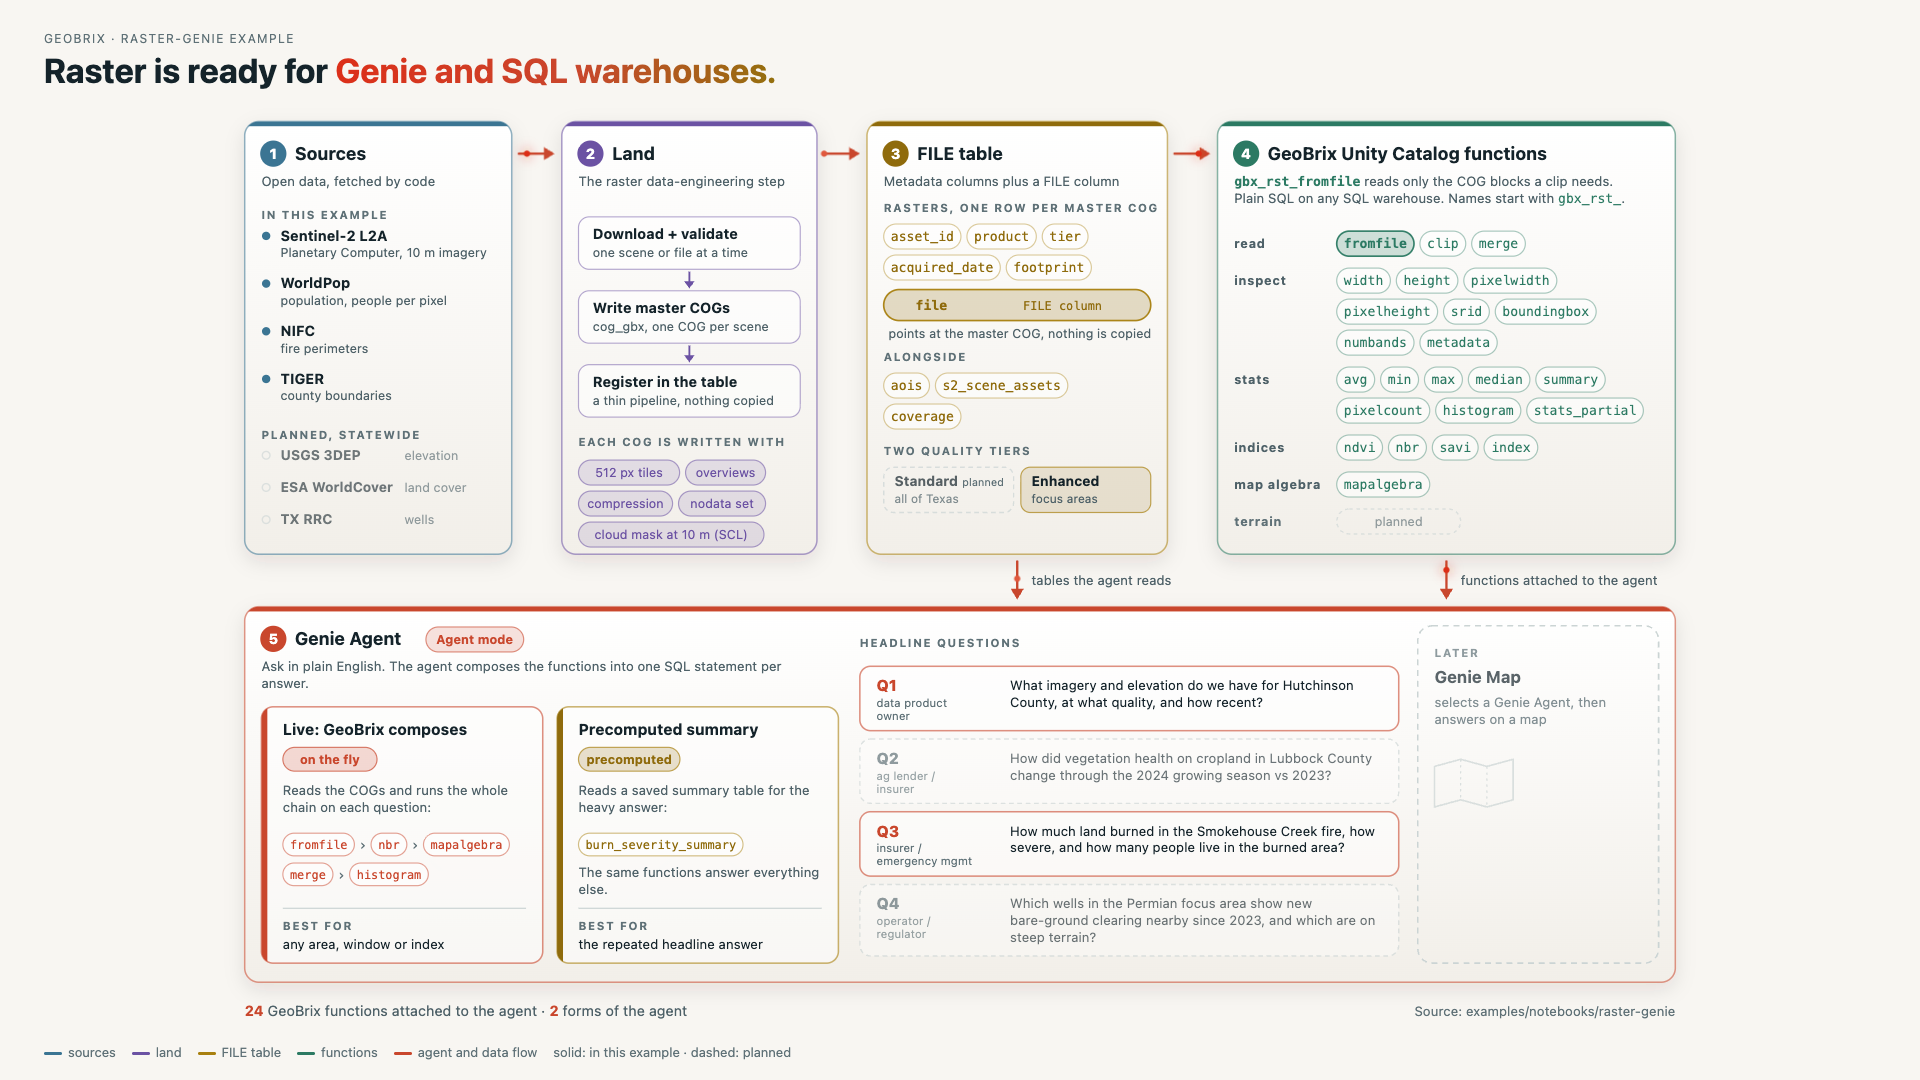 GEOBRIX · RASTER-GENIE EXAMPLE
Raster is ready for Genie and SQL warehouses.
1 Sources
Open data, fetched by code
IN THIS EXAMPLE
Sentinel-2 L2A
Planetary Computer, 10 m imagery
WorldPop
population, people per pixel
NIFC
fire perimeters
TIGER
county boundaries
PLANNED, STATEWIDE
USGS 3DEP elevation
ESA WorldCover land cover
TX RRC wells
2 Land
The raster data-engineering step
Download + validate
one scene or file at a time
Write master COGs
cog_gbx, one COG per scene
Register in the table
a thin pipeline, nothing copied
EACH COG IS WRITTEN WITH
512 px tiles overviews
compression nodata set
cloud mask at 10 m (SCL)
3 FILE table
Metadata columns plus a FILE column
RASTERS, ONE ROW PER MASTER COG
asset_id product tier
acquired_date footprint
file FILE column
points at the master COG, nothing is copied
ALONGSIDE
aois s2_scene_assets
coverage
TWO QUALITY TIERS
Standard planned
all of Texas
Enhanced
focus areas
4 GeoBrix Unity Catalog functions
gbx_rst_fromfile reads only the COG blocks a clip needs.
Plain SQL on any SQL warehouse. Names start with gbx_rst_.
read fromfile clip merge
inspect width height pixelwidth
pixelheight srid boundingbox
numbands metadata
stats avg min max median summary
pixelcount histogram stats_partial
indices ndvi nbr savi index
map algebra mapalgebra
terrain planned
tables the agent reads
functions attached to the agent
5 Genie Agent Agent mode
Ask in plain English. The agent composes the functions into one SQL statement per
answer.
Live: GeoBrix composes
on the fly
Reads the COGs and runs the whole
chain on each question:
fromfile › nbr › mapalgebra
merge › histogram
BEST FOR
any area, window or index
Precomputed summary
precomputed
Reads a saved summary table for the
heavy answer:
burn_severity_summary
The same functions answer everything
else.
BEST FOR
the repeated headline answer
HEADLINE QUESTIONS
Q1
data product
owner
What imagery and elevation do we have for Hutchinson
County, at what quality, and how recent?
Q2
ag lender /
insurer
How did vegetation health on cropland in Lubbock County
change through the 2024 growing season vs 2023?
Q3
insurer /
emergency mgmt
How much land burned in the Smokehouse Creek fire, how
severe, and how many people live in the burned area?
Q4
operator /
regulator
Which wells in the Permian focus area show new
bare-ground clearing nearby since 2023, and which are on
steep terrain?
LATER
Genie Map
selects a Genie Agent, then
answers on a map
24 GeoBrix functions attached to the agent · 2 forms of the agent
Source: examples/notebooks/raster-genie
sources land FILE table functions agent and data flow solid: in this example · dashed: planned